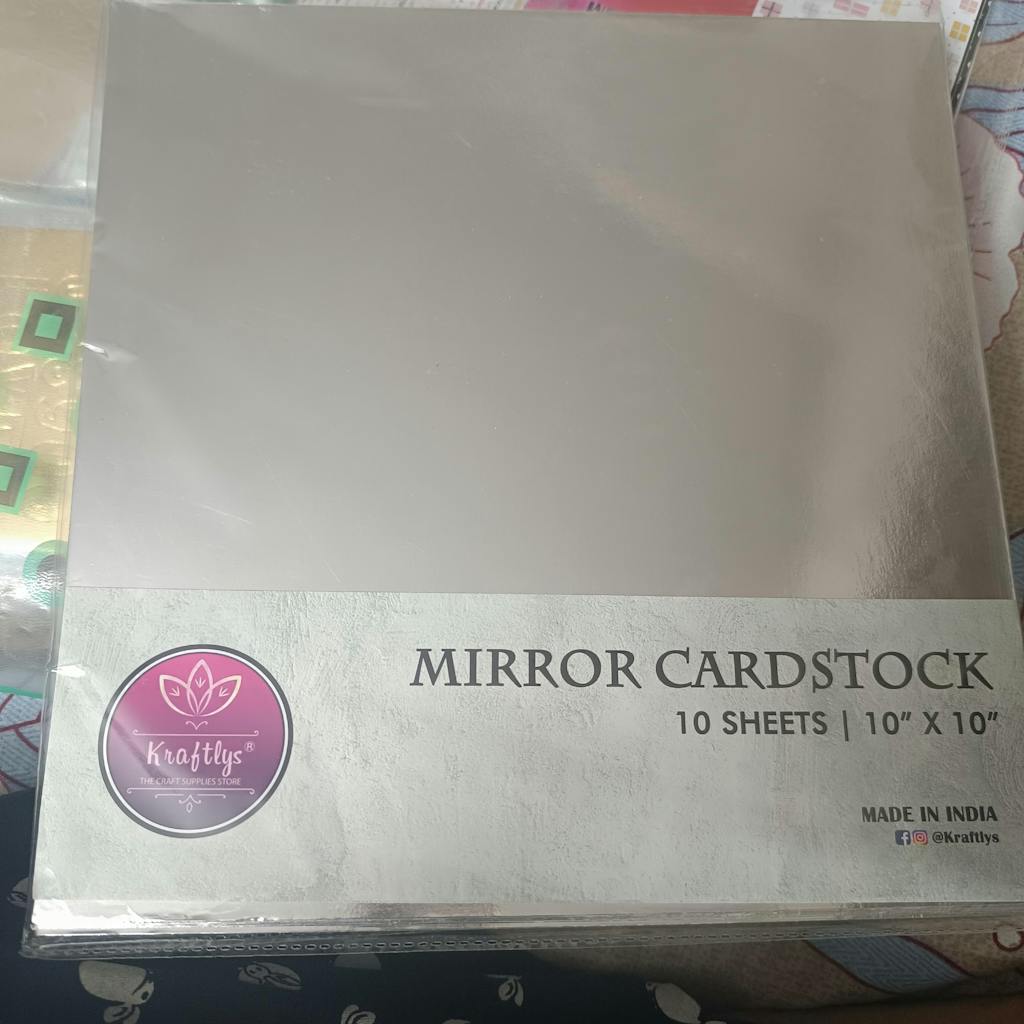 MIRROR CARDSTOCK
10 SHEETS | 10” X 10”
Kraftlys®
THE CRAFT SUPPLIES STORE
MADE IN INDIA
@Kraftlys